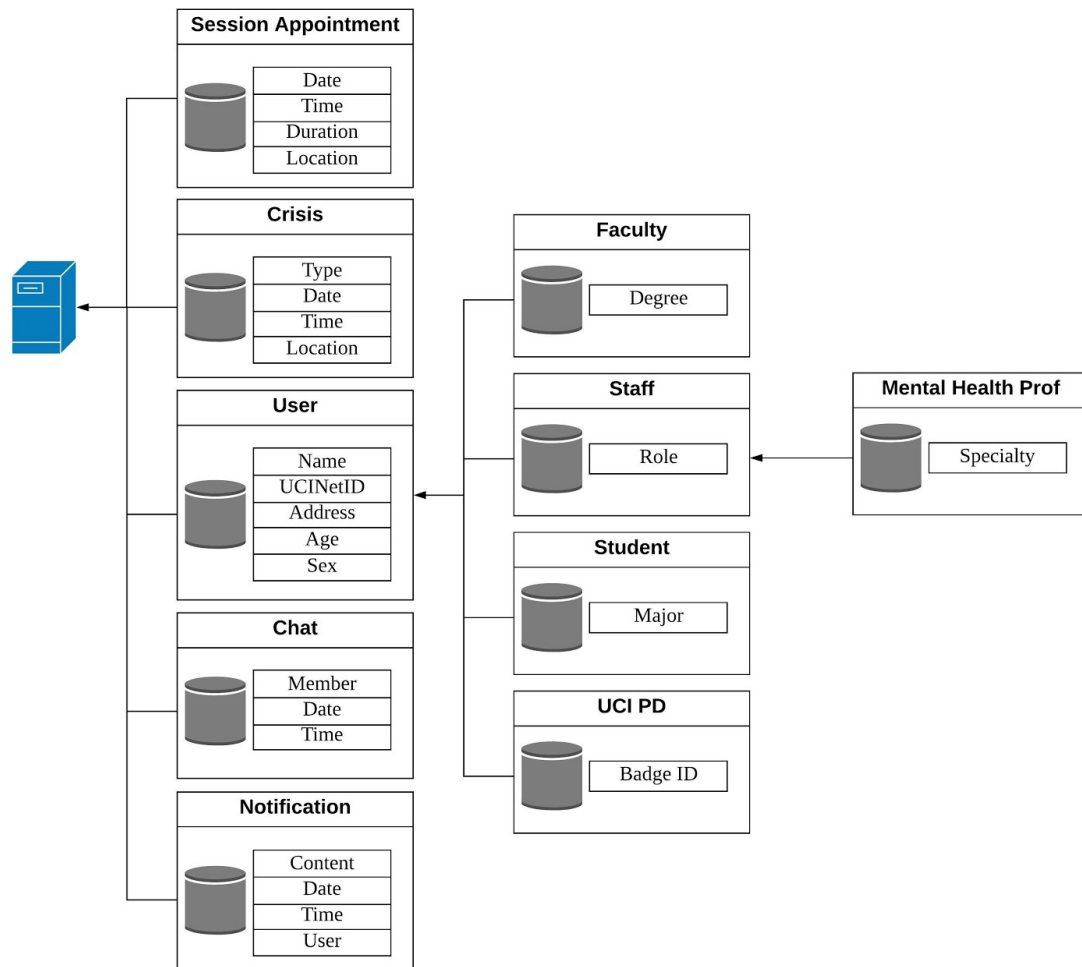 Session Appointment
Date
Time
Duration
Location
Crisis
Type
Date
Time
Location
User
Name
UCINetID
Address
Age
Sex
Chat
Member
Date
Time
Notification
Content
Date
Time
User
Faculty
Degree
Staff
Role
Student
Major
UCI PD
Badge ID
Mental Health Prof
Specialty